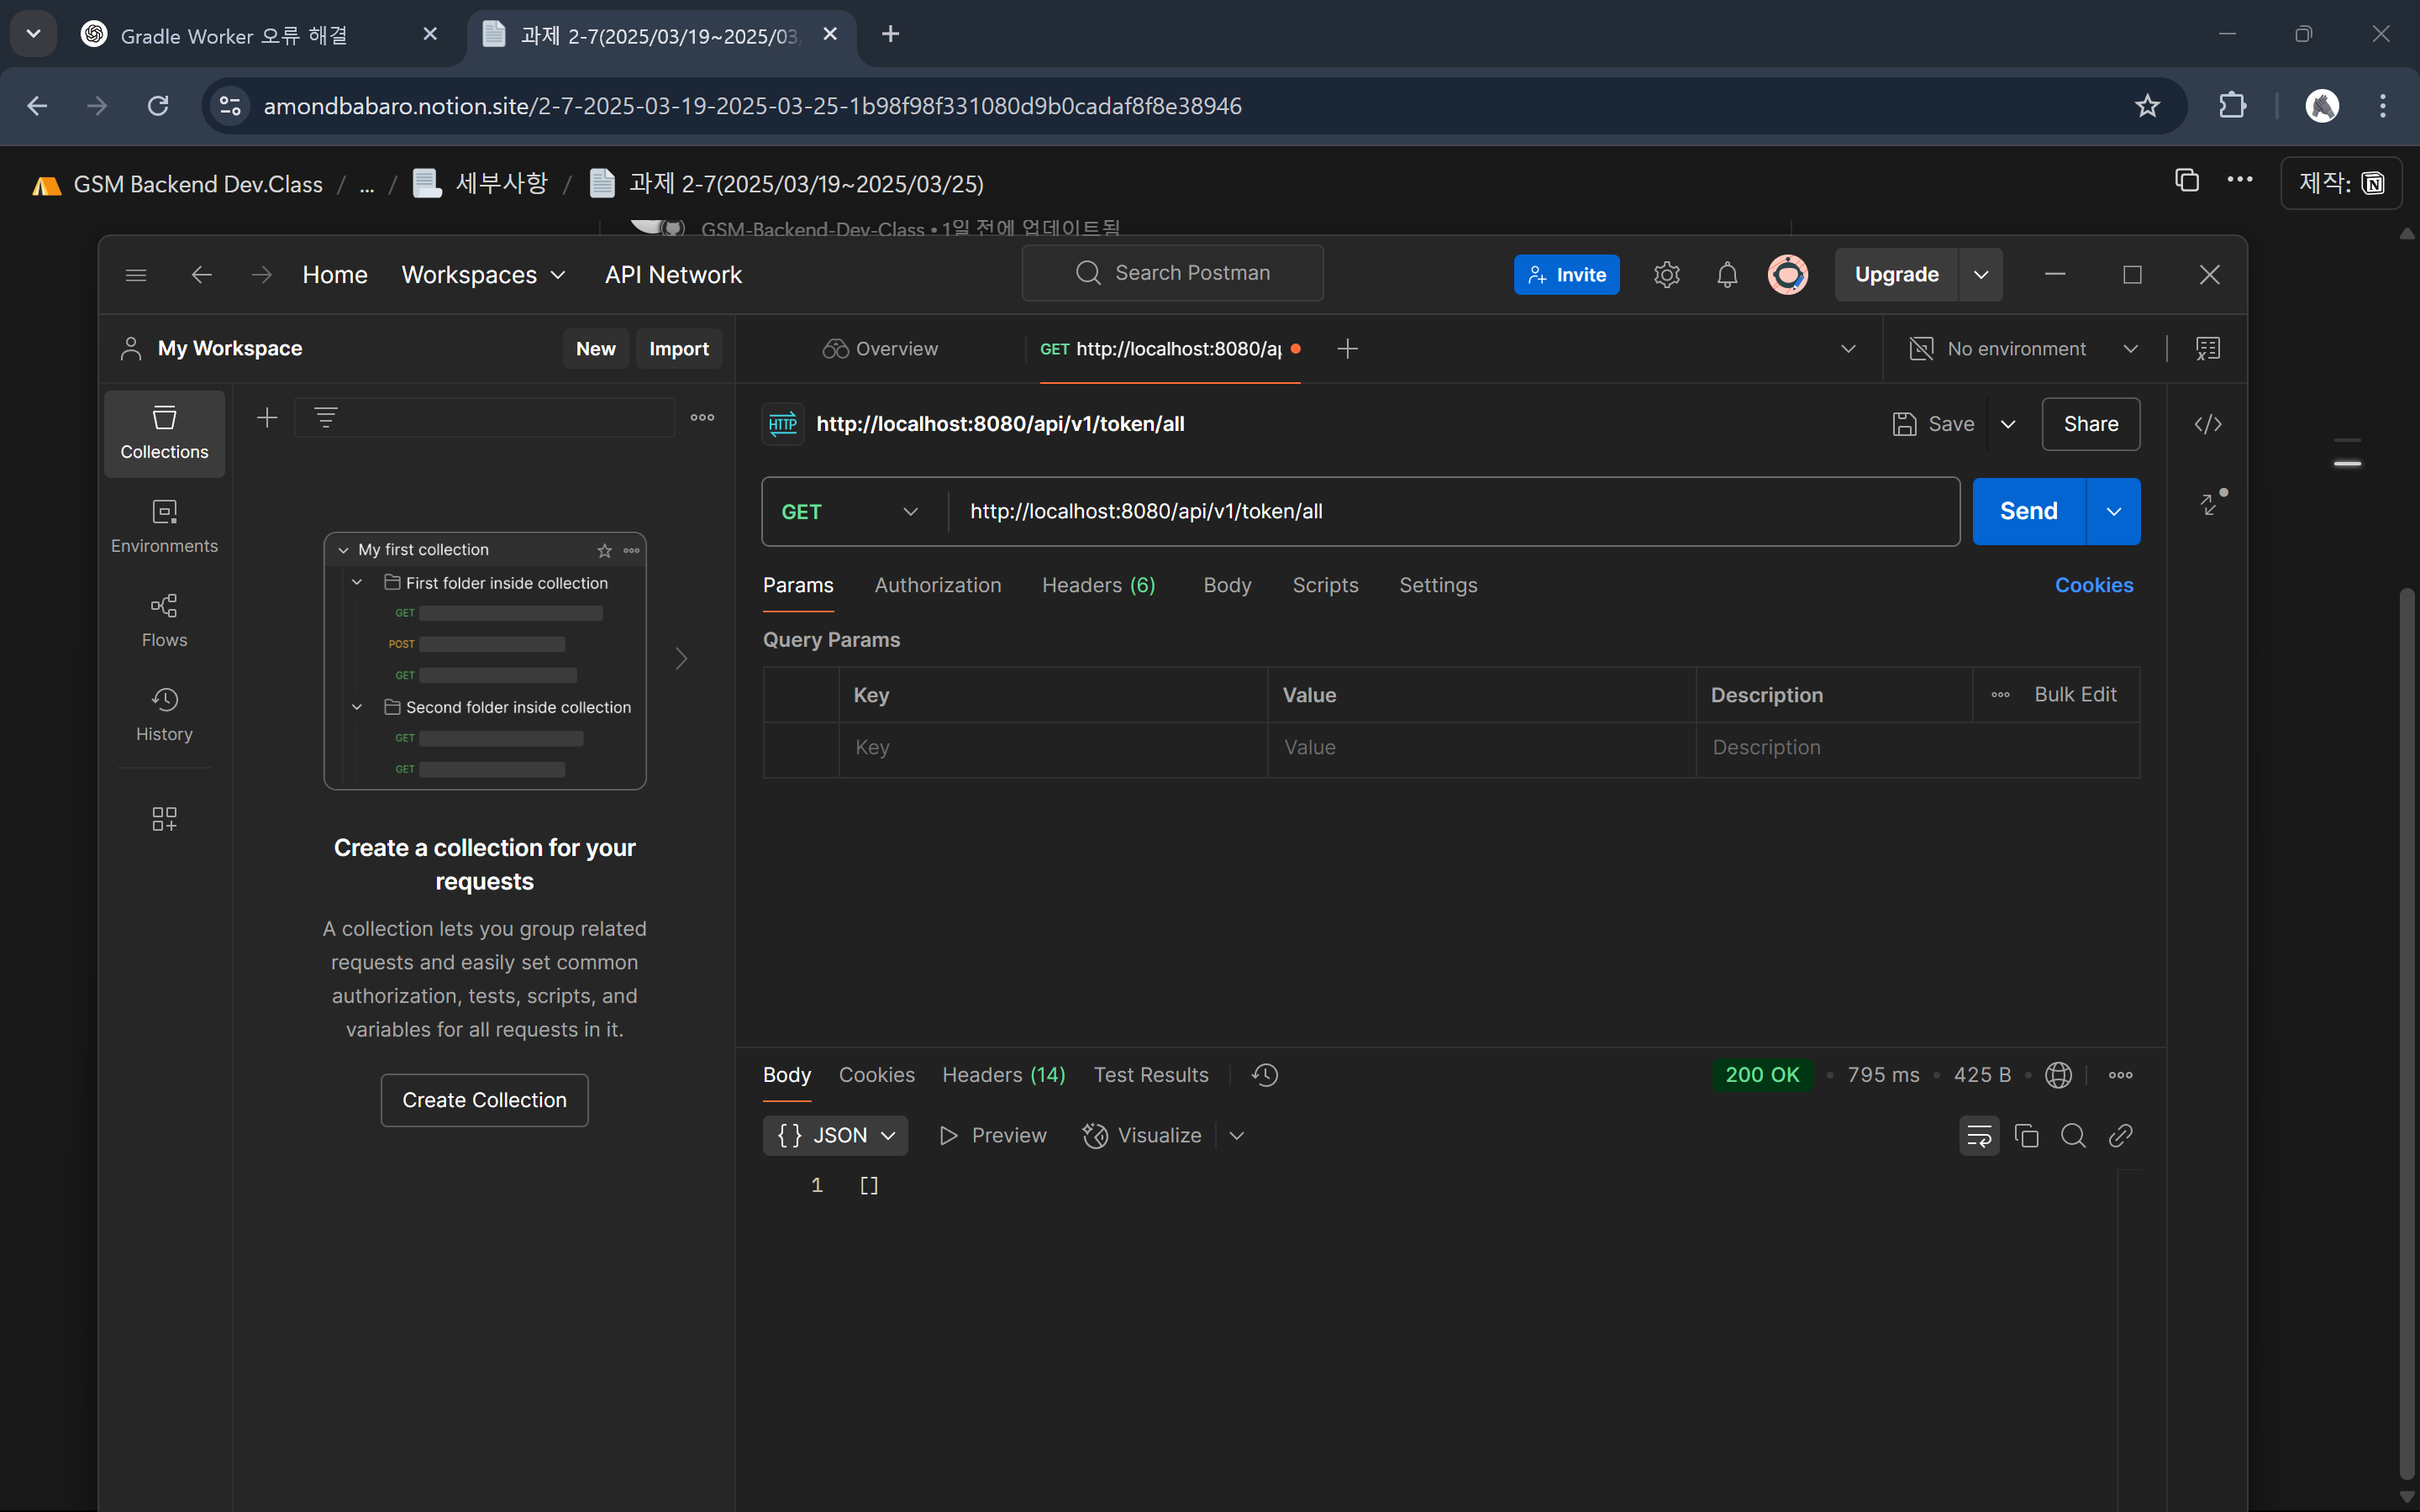 Gradle Worker 오류 해결
과제 2-7(2025/03/19~2025/03
amondbabaro.notion.site/2-7-2025-03-19-2025-03-25-1b98f98f331080d9b0cadaf8f8e38946
GSM Backend Dev.Class / ... / 세부사항 / 과제 2-7(2025/03/19~2025/03/25)
제작:
GSM-Backend-Dev-Class • 1일 전에 업데이트됨
Home Workspaces API Network
Search Postman
Invite
Upgrade
My Workspace
New Import
Overview
GET http://localhost:8080/a
No environment
Collections
Environments
Flows
History
My first collection
First folder inside collection
GET
POST
GET
Second folder inside collection
GET
GET
Create a collection for your
requests
A collection lets you group related
requests and easily set common
authorization, tests, scripts, and
variables for all requests in it.
Create Collection
HTTP http://localhost:8080/api/v1/token/all
Save Share
GET http://localhost:8080/api/v1/token/all
Send
Params Authorization Headers (6) Body Scripts Settings
Cookies
Query Params
Key Value Description Bulk Edit
Key Value Description
Body Cookies Headers (14) Test Results
200 OK • 795 ms • 425 B
{} JSON Preview Visualize
1 []